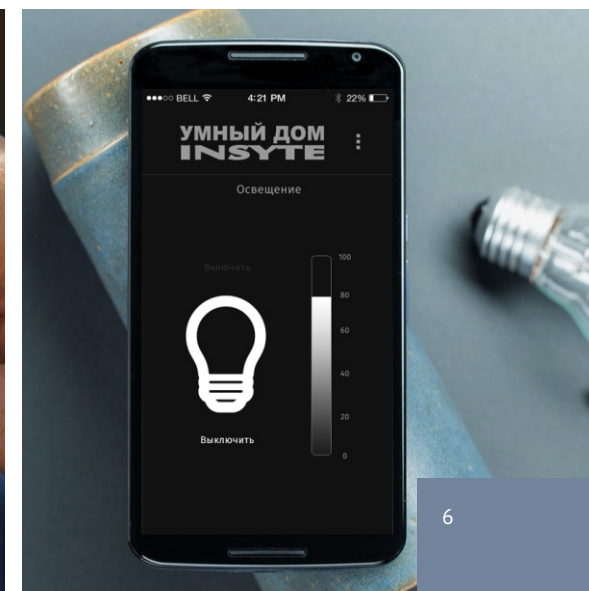 BELL 4:21 PM 22%
УМНЫЙ ДОМ
INSYTE
Освещение
Включить
100
80
60
40
20
0
Выключить
6